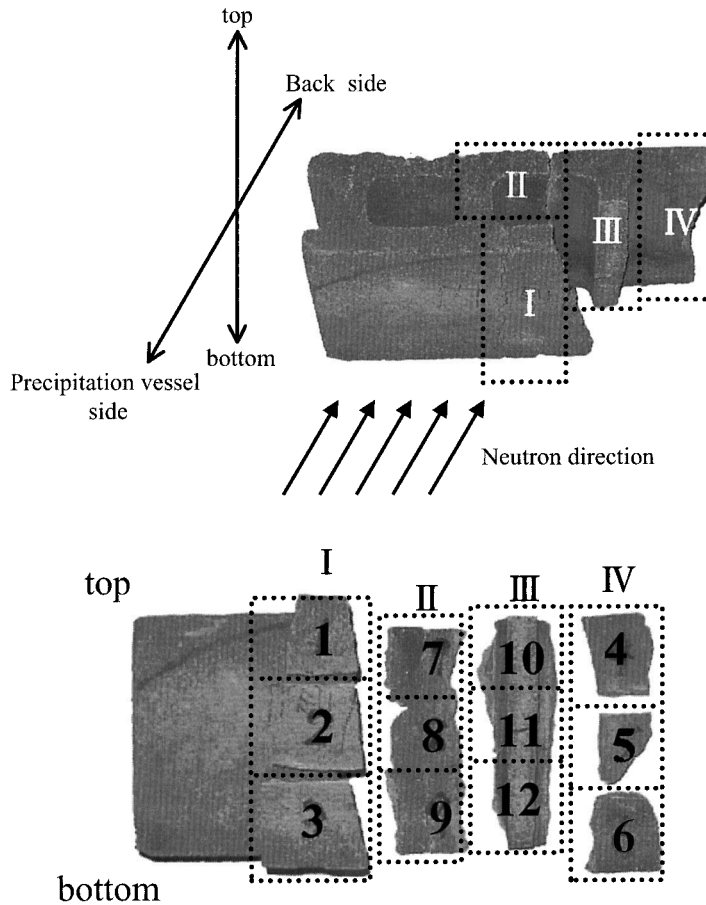 top
Back side
II
III
IV
I
bottom
Precipitation vessel
side
Neutron direction
top
I
II
III
IV
1
7
10
4
2
8
11
5
3
9
12
6
bottom